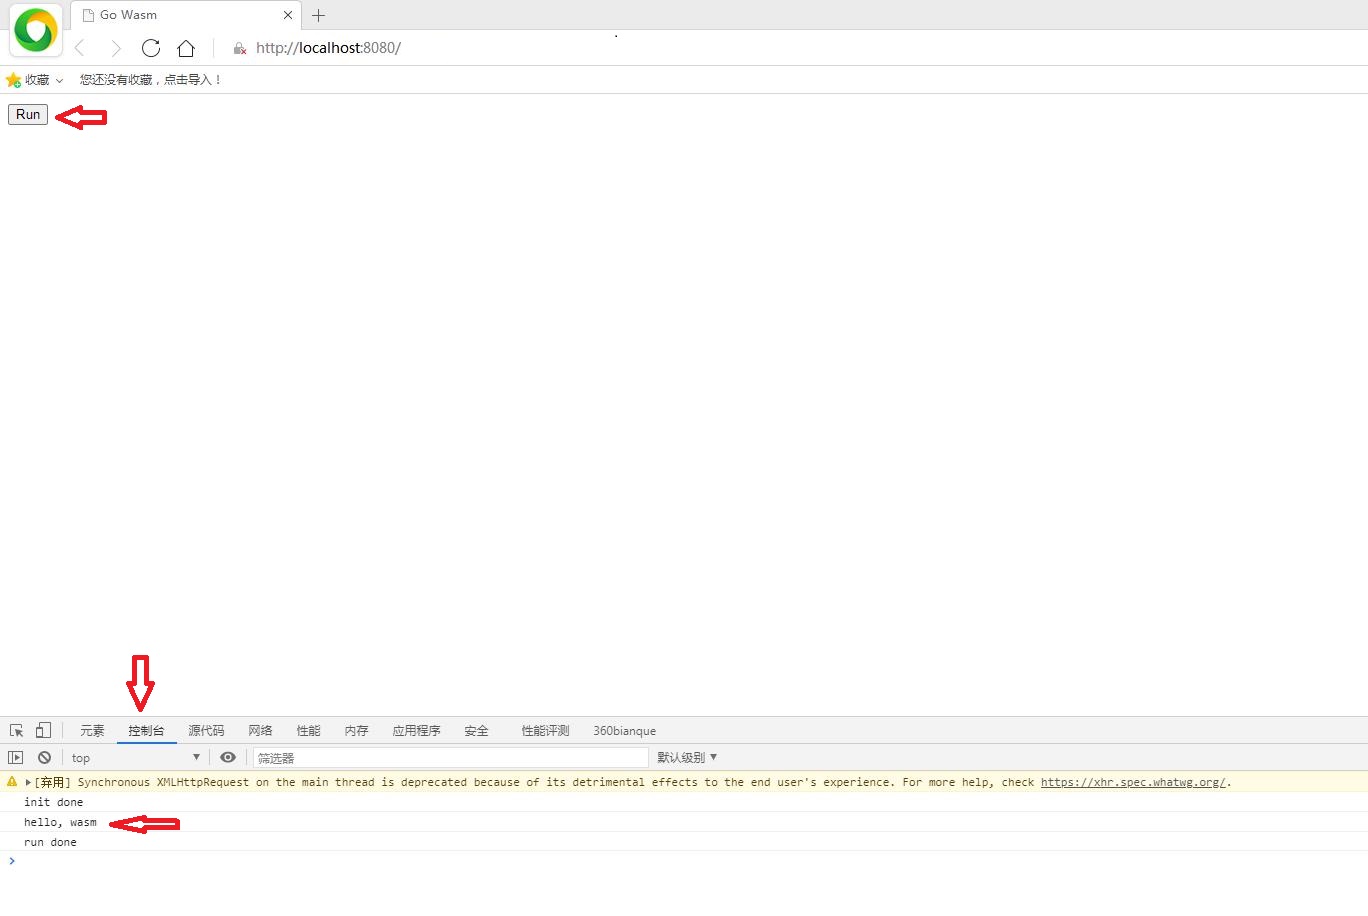 Go Wasm
http://localhost:8080/
收藏 您还没有收藏，点击导入！
Run
元素 控制台 源代码 网络 性能 内存 应用程序 安全 性能评测 360bianque
top 筛选器 默认级别
[弃用] Synchronous XMLHttpRequest on the main thread is deprecated because of its detrimental effects to the end user's experience. For more help, check https://xhr.spec.whatwg.org/.
init done
hello, wasm
run done